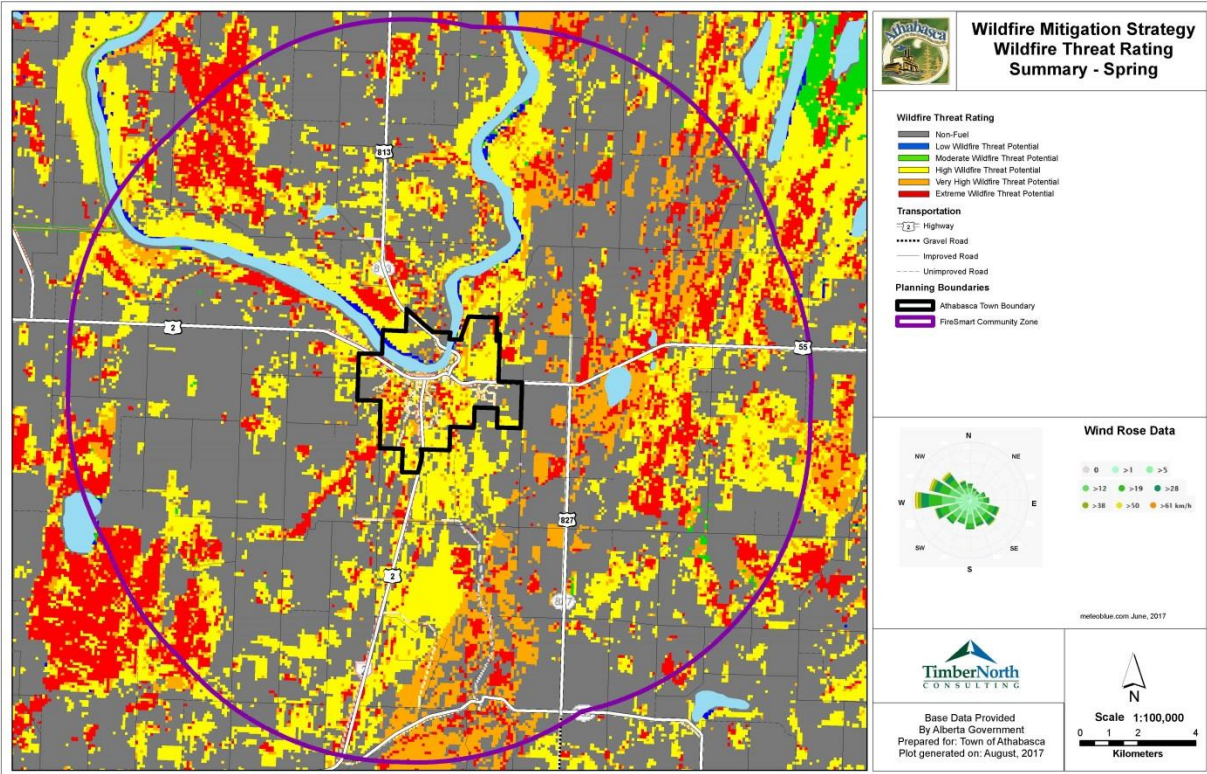 813
813
2
55
827
827
2
Athabasca
Wildfire Mitigation Strategy
Wildfire Threat Rating
Summary - Spring
Wildfire Threat Rating
Non-Fuel
Low Wildfire Threat Potential
Moderate Wildfire Threat Potential
High Wildfire Threat Potential
Very High Wildfire Threat Potential
Extreme Wildfire Threat Potential
Transportation
2 Highway
Gravel Road
Improved Road
Unimproved Road
Planning Boundaries
Athabasca Town Boundary
FireSmart Community Zone
Wind Rose Data
N
NW NE
W E
SW SE
S
0 >1 >5
>12 >19 >28
>38 >50 >61 km/h
meteoblue.com June, 2017
TimberNorth
CONSULTING
N
Scale 1:100,000
0 1 2 4
Kilometers
Base Data Provided
By Alberta Government
Prepared for: Town of Athabasca
Plot generated on: August, 2017